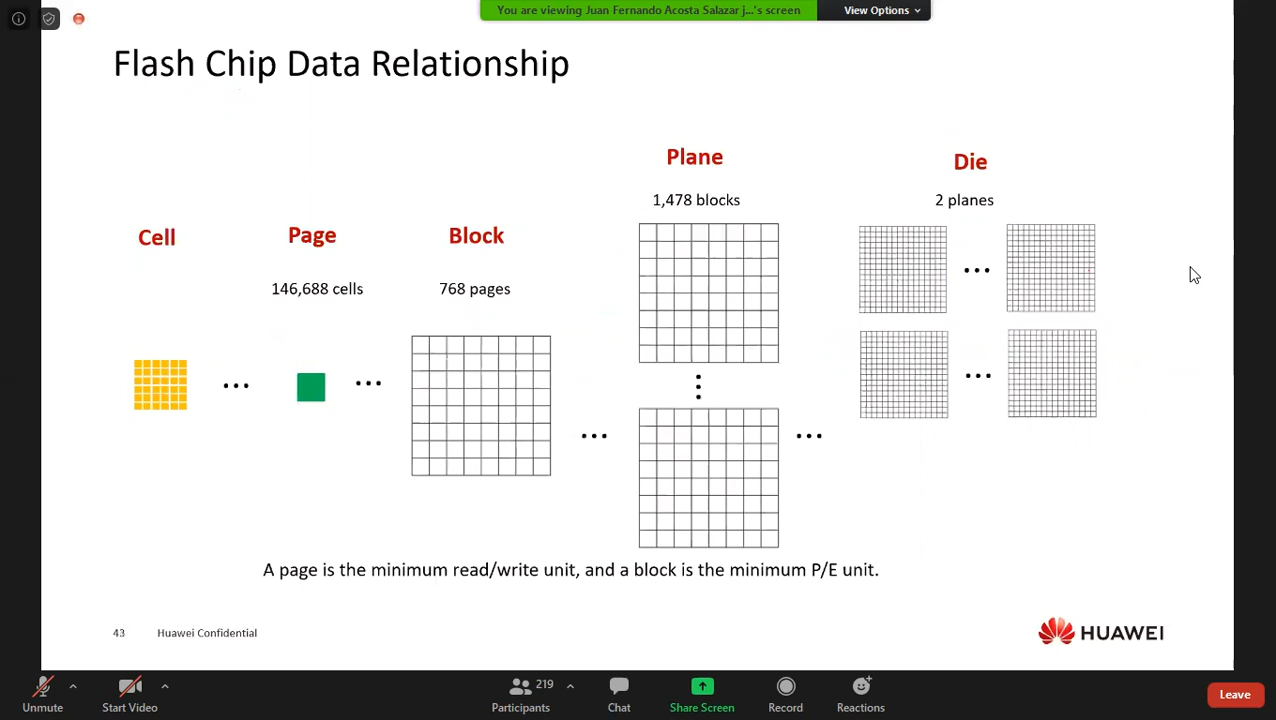 You are viewing Juan Fernando Acosta Salazar j...'s screen
View Options
Flash Chip Data Relationship
Plane
Die
1,478 blocks
2 planes
Cell
Page
Block
146,688 cells
768 pages
A page is the minimum read/write unit, and a block is the minimum P/E unit.
43
Huawei Confidential
HUAWEI
219
Unmute
Start Video
Participants
Chat
Share Screen
Record
Reactions
Leave